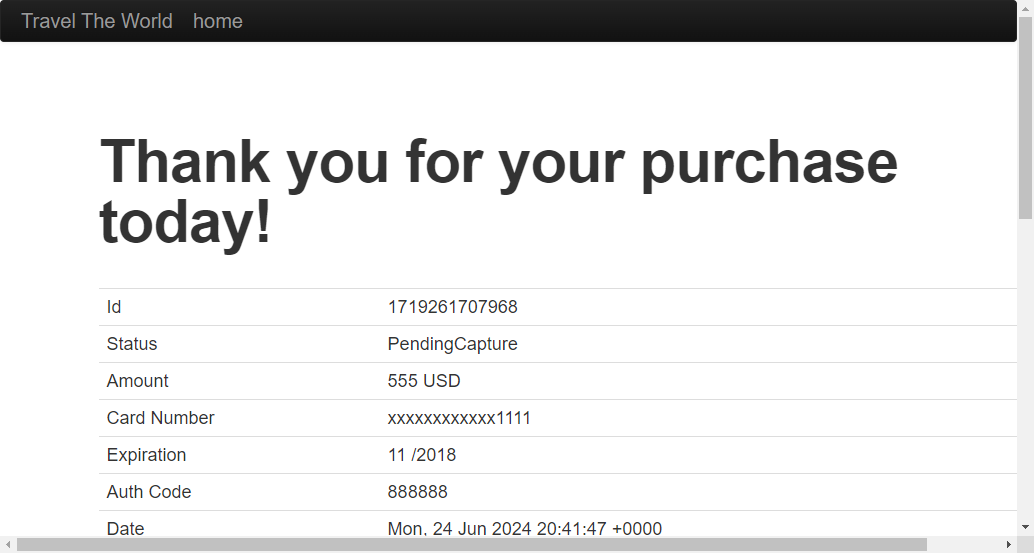 Travel The World home
Thank you for your purchase
today!
Id 1719261707968
Status PendingCapture
Amount 555 USD
Card Number xxxxxxxxxxxx1111
Expiration 11 /2018
Auth Code 888888
Date Mon, 24 Jun 2024 20:41:47 +0000